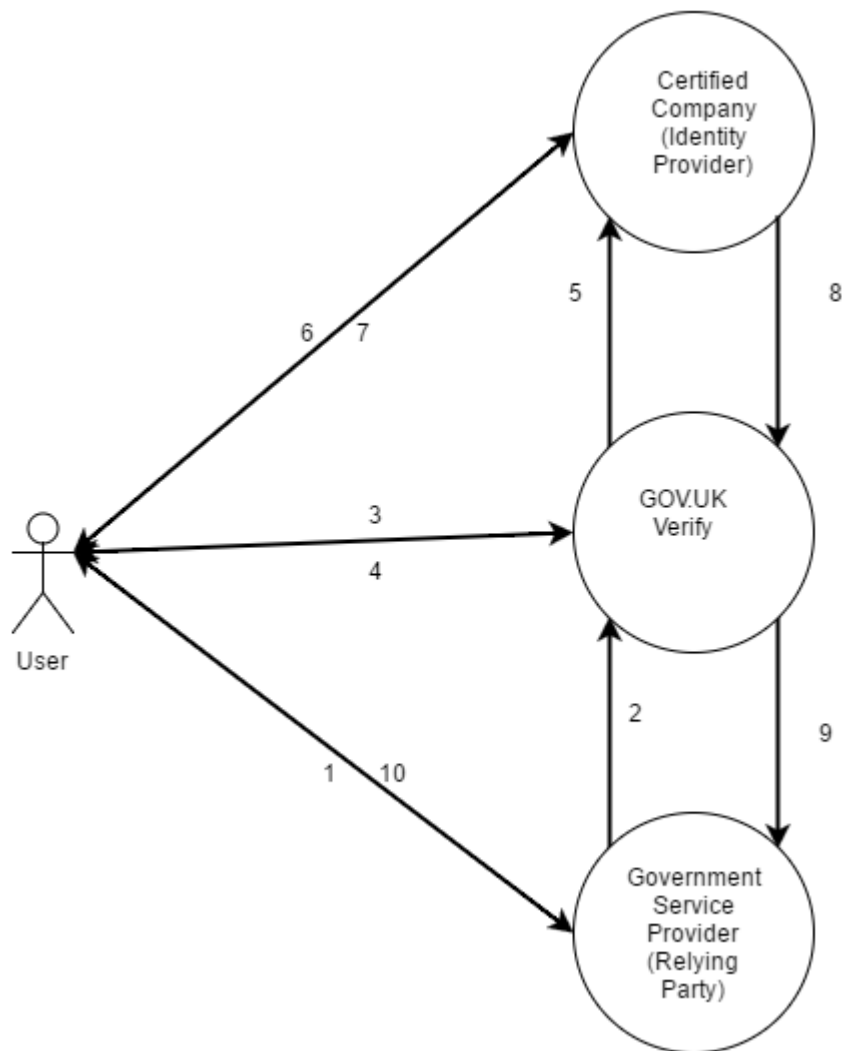 Certified
Company
(Identity
Provider)
5
8
6 7
GOV.UK
Verify
3
4
User
2
9
1 10
Government
Service
Provider
(Relying
Party)